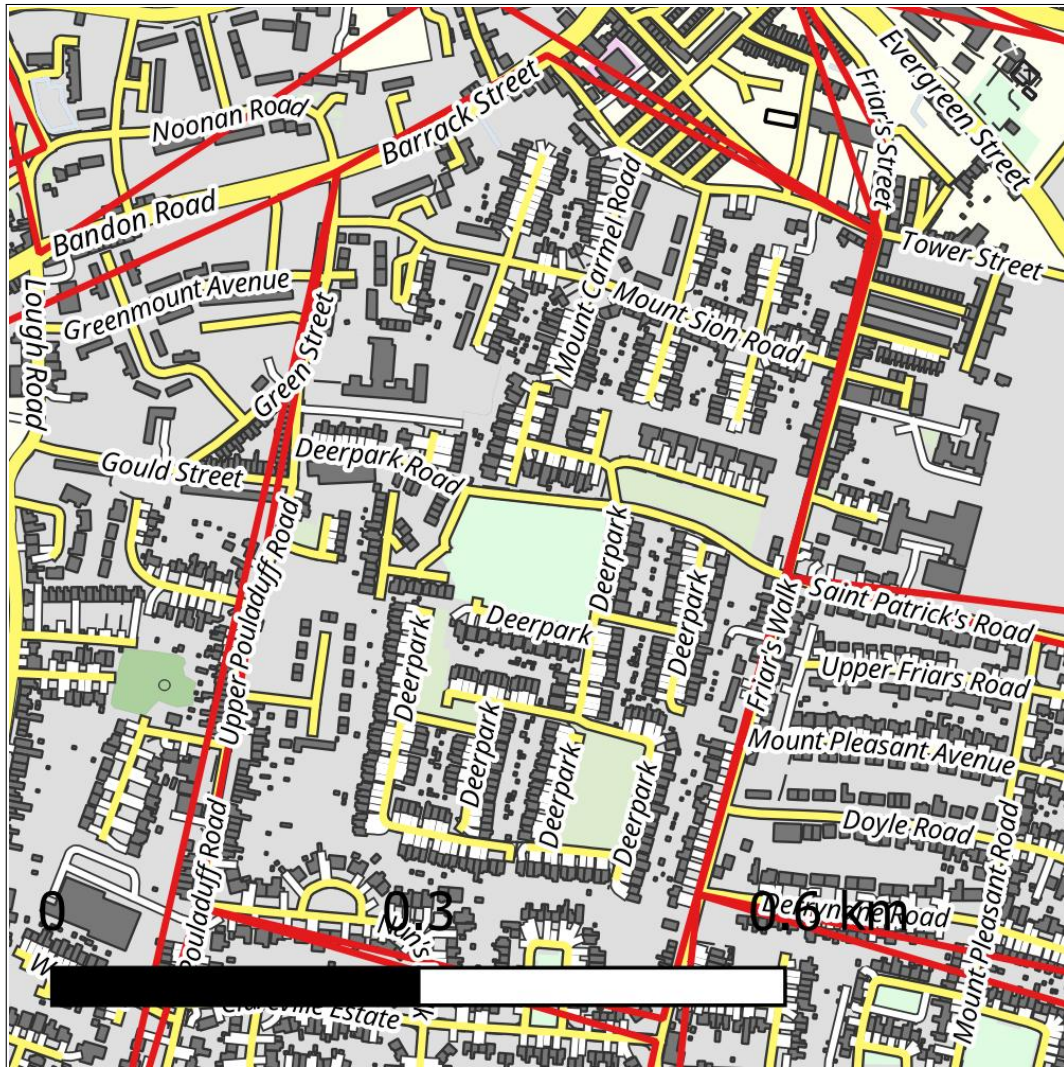 Evergreen Street
Noonan Road
Barrack Street
Friar's Street
Bandon Road
Mount Carmel Road
Tower Street
Lough Road
Greenmount Avenue
Mount Sion Road
Green Street
Gould Street
Deerpark Road
Upper Pouladuff Road
Deerpark
Deerpark
Deerpark
Deerpark
Friar's Walk
Saint Patrick's Road
Upper Friars Road
Deerpark
Deerpark
Deerpark
Mount Pleasant Avenue
Doyle Road
Mount Pleasant Road
Pouladuff Road
0
0.3
0.6 km
Road
Estate